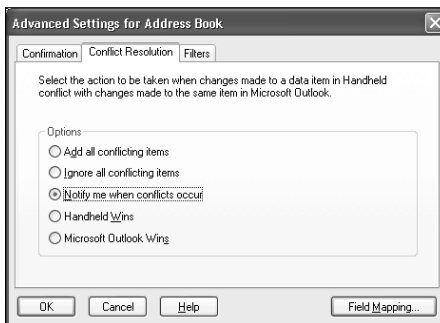 Advanced Settings for Address Book
Confirmation Conflict Resolution Filters
Select the action to be taken when changes made to a data item in Handheld
conflict with changes made to the same item in Microsoft Outlook.
Options
Add all conflicting items
Ignore all conflicting items
Notify me when conflicts occur
Handheld Wins
Microsoft Outlook Wins
OK Cancel Help Field Mapping...